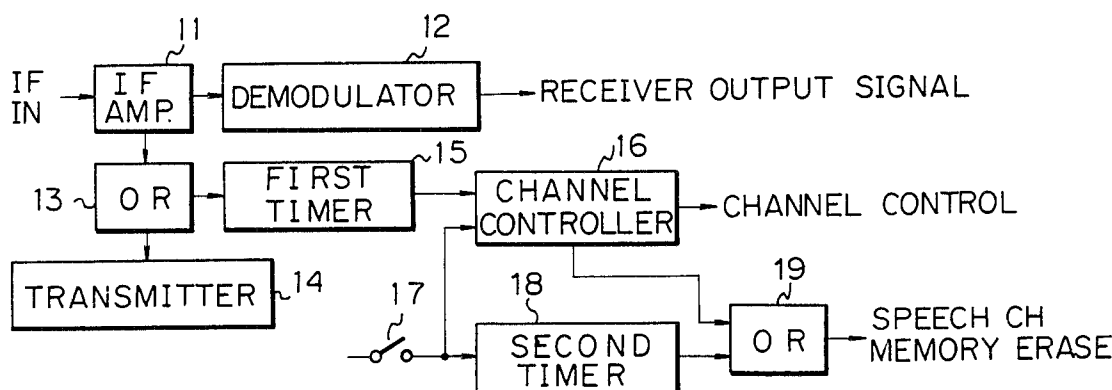 11
12
IF IN
IF AMP.
DEMODULATOR
RECEIVER OUTPUT SIGNAL
13
OR
15
FIRST TIMER
16
CHANNEL CONTROLLER
CHANNEL CONTROL
TRANSMITTER
14
17
18
SECOND TIMER
19
OR
SPEECH CH
MEMORY ERASE